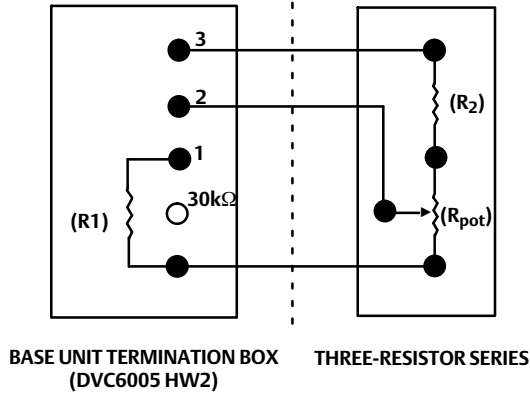 3
2
1
30kΩ
(R1)
(R2)
(Rpot)
BASE UNIT TERMINATION BOX
(DVC6005 HW2)
THREE-RESISTOR SERIES